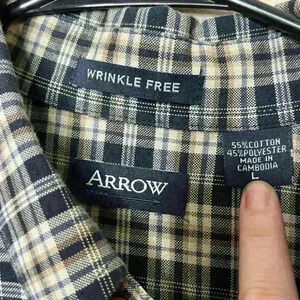 WRINKLE FREE
ARROW
55% COTTON
45% POLYESTER
MADE IN
CAMBODIA
L